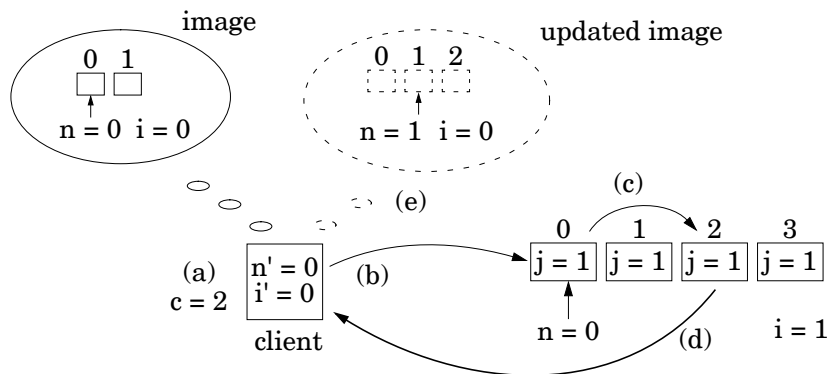 image
updated image
0 1
0 1 2
n = 0 i = 0
n = 1 i = 0
(e)
(c)
0 1 2 3
(a)
c = 2
n' = 0
i' = 0
client
(b)
j = 1 j = 1 j = 1 j = 1
n = 0
(d)
i = 1